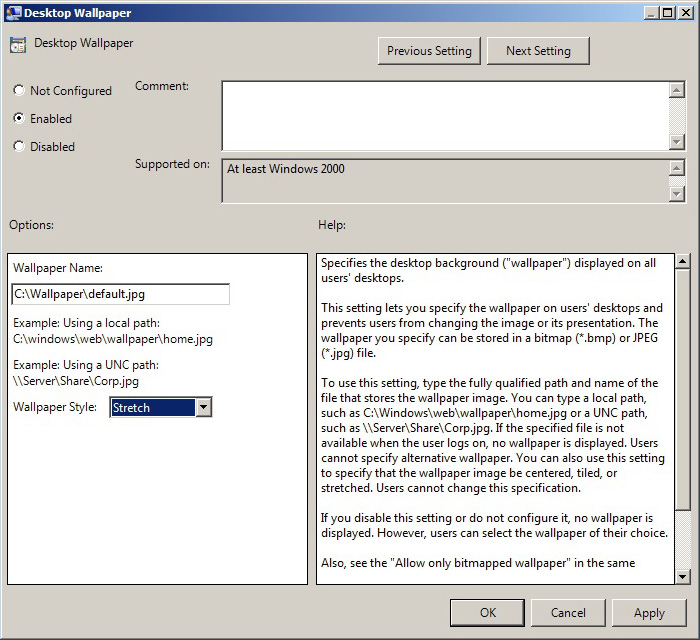 Desktop Wallpaper
Desktop Wallpaper
Previous Setting
Next Setting
Not Configured
Enabled
Disabled
Comment:
Supported on:
At least Windows 2000
Options:
Help:
Wallpaper Name:
C:\Wallpaper\default.jpg
Example: Using a local path:
C:\windows\web\wallpaper\home.jpg
Example: Using a UNC path:
\\Server\Share\Corp.jpg
Wallpaper Style:
Stretch
Specifies the desktop background ("wallpaper") displayed on all
users' desktops.
This setting lets you specify the wallpaper on users' desktops and
prevents users from changing the image or its presentation. The
wallpaper you specify can be stored in a bitmap (*.bmp) or JPEG
(*.jpg) file.
To use this setting, type the fully qualified path and name of the
file that stores the wallpaper image. You can type a local path,
such as C:\Windows\web\wallpaper\home.jpg or a UNC path,
such as \\Server\Share\Corp.jpg. If the specified file is not
available when the user logs on, no wallpaper is displayed. Users
cannot specify alternative wallpaper. You can also use this setting
to specify that the wallpaper image be centered, tiled, or
stretched. Users cannot change this specification.
If you disable this setting or do not configure it, no wallpaper is
displayed. However, users can select the wallpaper of their choice.
Also, see the "Allow only bitmapped wallpaper" in the same
OK
Cancel
Apply